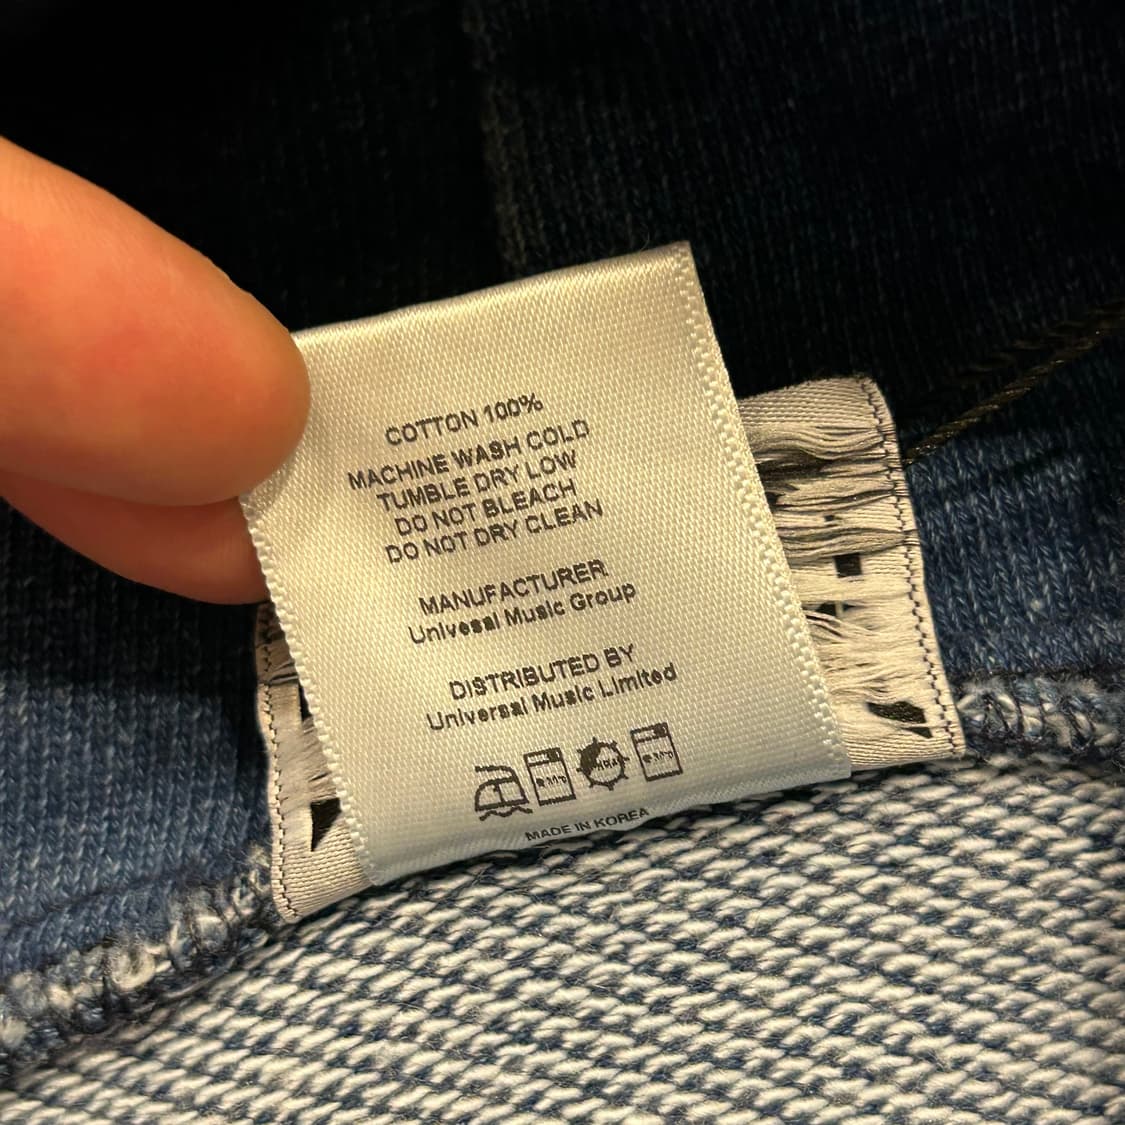 COTTON 100%
MACHINE WASH COLD
TUMBLE DRY LOW
DO NOT BLEACH
DO NOT DRY CLEAN
MANUFACTURER
Univesal Music Group
DISTRIBUTED BY
Universal Music Limited
MADE IN KOREA